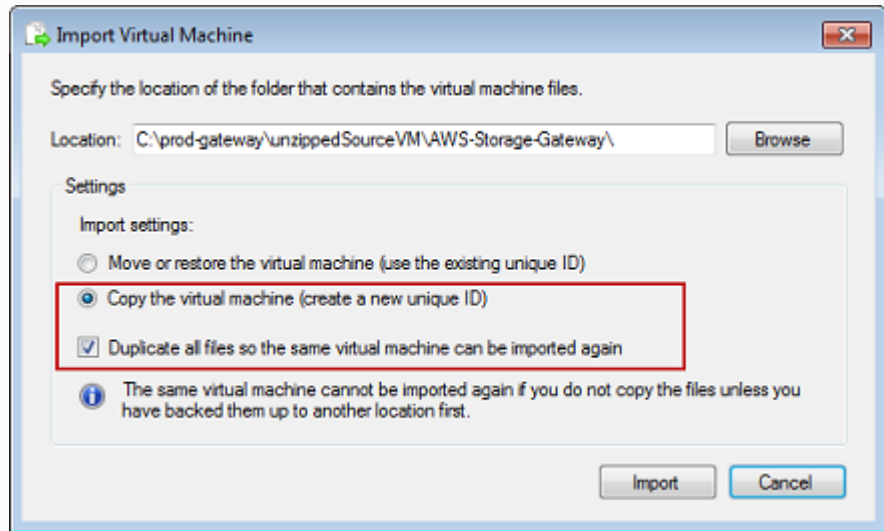 Import Virtual Machine
Specify the location of the folder that contains the virtual machine files.
Location: C:\prod-gateway\unzippedSourceVM\AWS-Storage-Gateway\ Browse
Settings
Import settings:
Move or restore the virtual machine (use the existing unique ID)
Copy the virtual machine (create a new unique ID)
Duplicate all files so the same virtual machine can be imported again
The same virtual machine cannot be imported again if you do not copy the files unless you
have backed them up to another location first.
Import Cancel